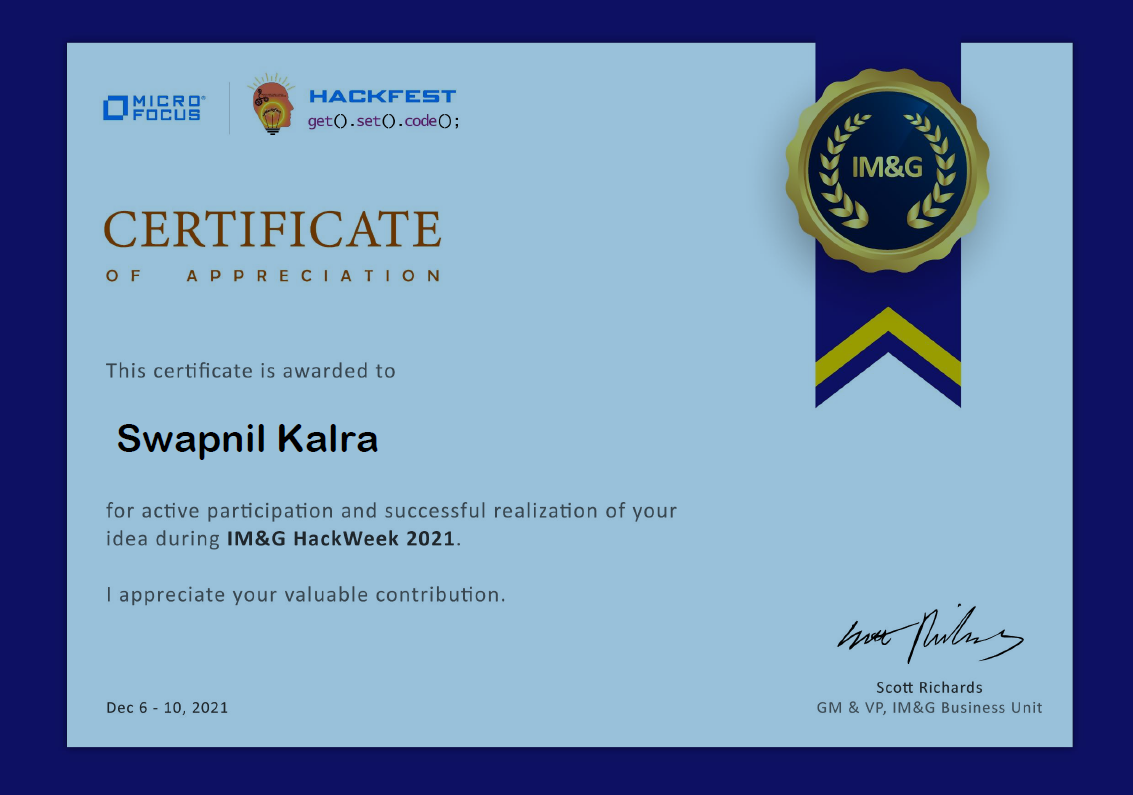 MICRO®
FOCUS
HACKFEST
get().set().code();
IM&G
CERTIFICATE
OF APPRECIATION
This certificate is awarded to
Swapnil Kalra
for active participation and successful realization of your
idea during IM&G HackWeek 2021.
I appreciate your valuable contribution.
Scott Richards
GM & VP, IM&G Business Unit
Dec 6 - 10, 2021